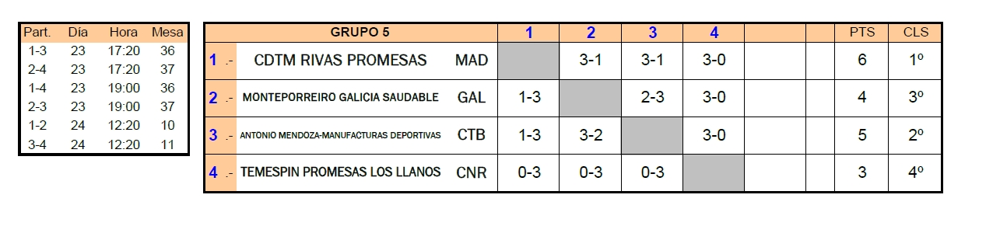 Part. Día Hora Mesa
1-3 23 17:20 36
2-4 23 17:20 37
1-4 23 19:00 36
2-3 23 19:00 37
1-2 24 12:20 10
3-4 24 12:20 11
GRUPO 5 1 2 3 4 PTS CLS
1 .- CDTM RIVAS PROMESAS MAD 3-1 3-1 3-0 6 1º
2 .- MONTEPORREIRO GALICIA SAUDABLE GAL 1-3 2-3 3-0 4 3º
3 .- ANTONIO MENDOZA-MANUFACTURAS DEPORTIVAS CTB 1-3 3-2 3-0 5 2º
4 .- TEMESPIN PROMESAS LOS LLANOS CNR 0-3 0-3 0-3 3 4º